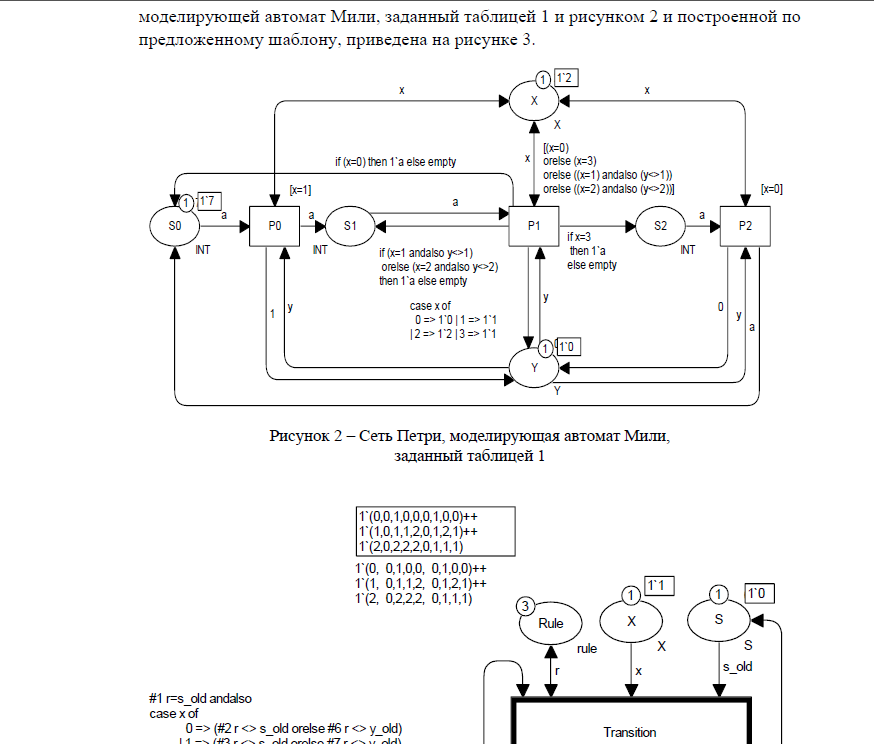 моделирующей автомат Мили, заданный таблицей 1 и рисунком 2 и построенной по
предложенному шаблону, приведена на рисунке 3.
1 1`2
x
X
x
X
x
[(x=0)
orelse (x=3)
orelse ((x=1) andalso (y<>1))
orelse ((x=2) andalso (y<>2))]
if (x=0) then 1`a else empty
[x=1]
[x=0]
1 1`7
S0
a
P0
a
S1
a
P1
S2
a
P2
INT
INT
INT
if x=3
then 1`a
else empty
if (x=1 andalso y<>1)
orelse (x=2 andalso y<>2)
then 1`a else empty
case x of
0 => 1`0 | 1 => 1`1
| 2 => 1`2 | 3 => 1`1
1
y
y
0
y
a
1 1`0
Y
Y
Рисунок 2 – Сеть Петри, моделирующая автомат Мили,
заданный таблицей 1
1`(0,0,1,0,0,0,1,0,0)++
1`(1,0,1,1,2,0,1,2,1)++
1`(2,0,2,2,2,0,1,1,1)
1`(0, 0,1,0,0, 0,1,0,0)++
1`(1, 0,1,1,2, 0,1,2,1)++
1`(2, 0,2,2,2, 0,1,1,1)
3
Rule
rule
r
1 1`1
X
X
x
1 1`0
S
S
s_old
#1 r=s_old andalso
case x of
0 => (#2 r <> s_old orelse #6 r <> y_old)
| 1 => (#3 r <> s_old orelse #7 r <> y_old)
Transition